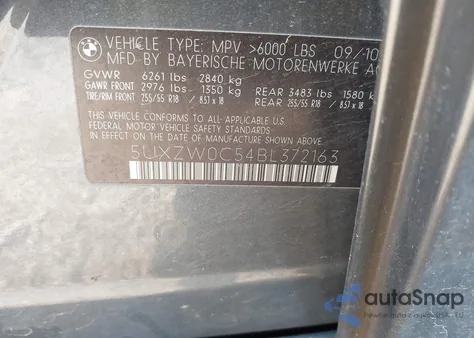 BMW
VEHICLE TYPE: MPV >6000 LBS 09/10
MFD BY BAYERISCHE MOTORENWERKE AG
GVWR 6261 lbs 2840 kg
GAWR FRONT 2976 lbs 1350 kg REAR 3483 lbs 1580 kg
TIRE/RIM FRONT 255/55 R18 / 8.5J x 18 REAR 255/55 R18 / 8.5J x 18
THIS VEHICLE CONFORMS TO ALL APPLICABLE U.S.
FEDERAL MOTOR VEHICLE SAFETY STANDARDS
IN EFFECT ON THE DATE OF MANUFACTURE SHOWN ABOVE.
5UXZW0C54BL372163
autoSnap